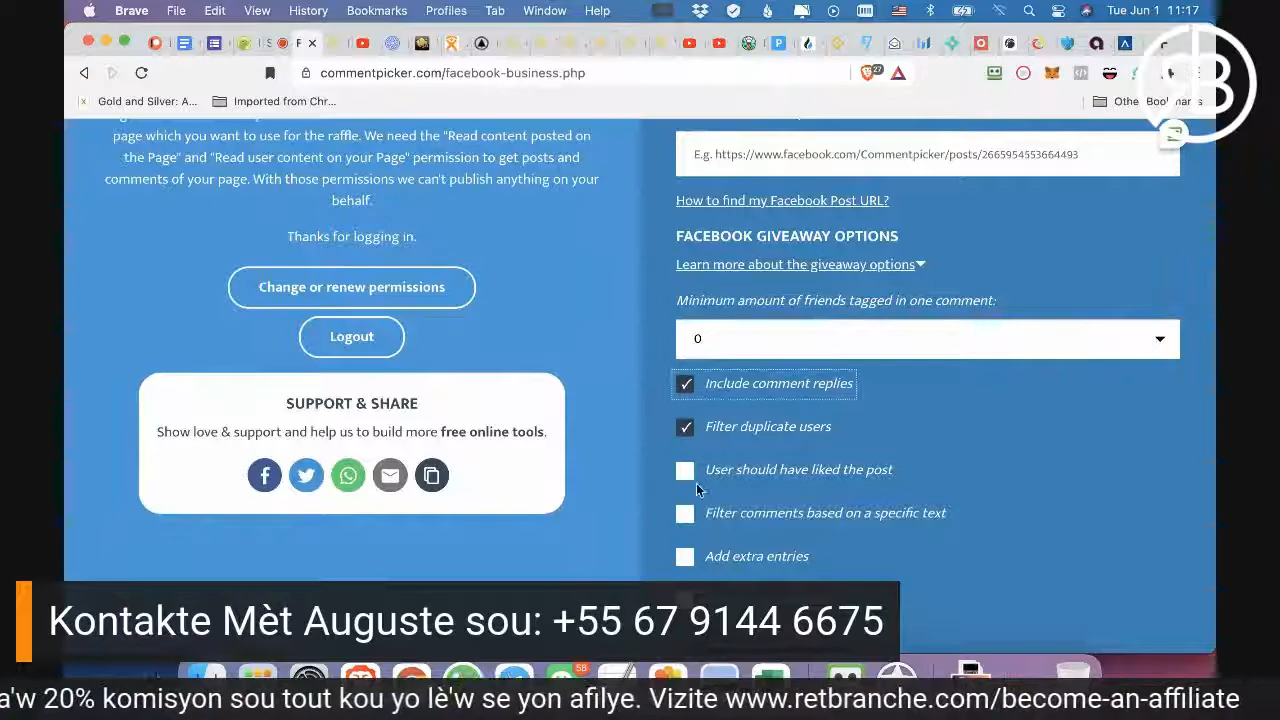 Brave File Edit View History Bookmarks Profiles Tab Window Help Tue Jun 1 11:17
commentpicker.com/facebook-business.php
27
Gold and Silver: A... Imported from Chr...
page which you want to use for the raffle. We need the "Read content posted on
the Page" and "Read user content on your Page" permission to get posts and
comments of your page. With those permissions we can't publish anything on your
behalf.
Thanks for logging in.
Change or renew permissions
Logout
SUPPORT & SHARE
Show love & support and help us to build more free online tools.
E.g. https://www.facebook.com/Commentpicker/posts/2665954553664493
How to find my Facebook Post URL?
FACEBOOK GIVEAWAY OPTIONS
Learn more about the giveaway options
Minimum amount of friends tagged in one comment:
0
Include comment replies
Filter duplicate users
User should have liked the post
Filter comments based on a specific text
Add extra entries
Kontakte Mèt Auguste sou: +55 67 9144 6675
58
a'w 20% komisyon sou tout kou yo lè'w se yon afilye. Vizite www.retbranche.com/become-an-affiliate